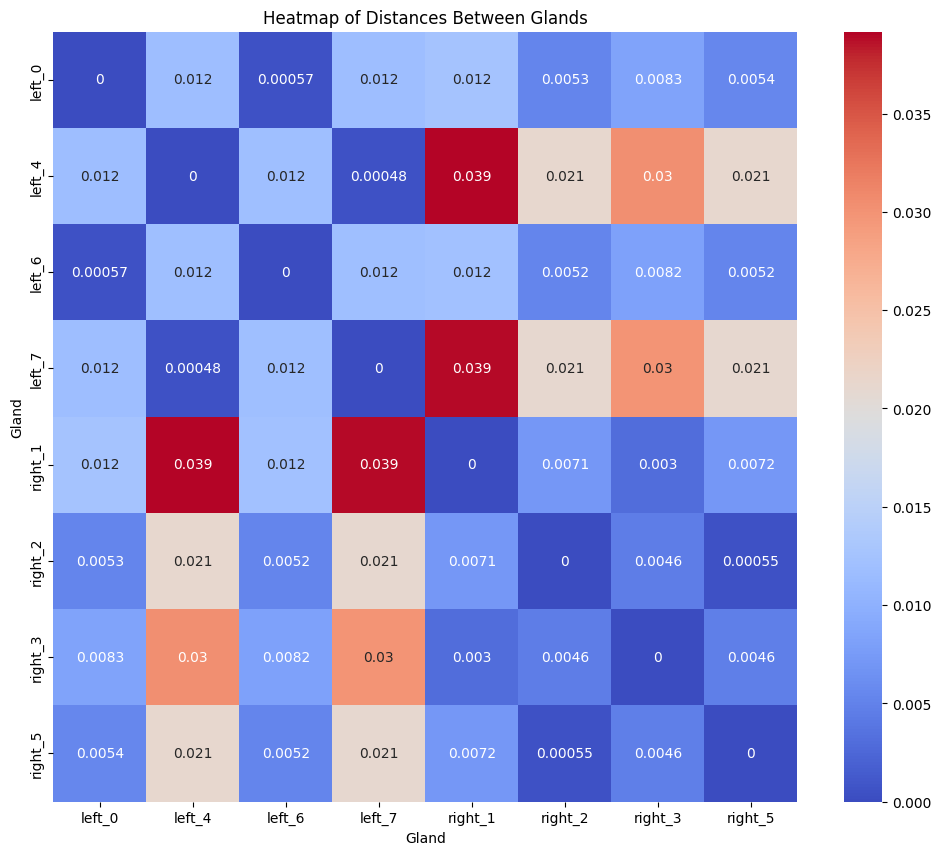 Heatmap of Distances Between Glands
left_0 0 0.012 0.00057 0.012 0.012 0.0053 0.0083 0.0054
left_4 0.012 0 0.012 0.00048 0.039 0.021 0.03 0.021
left_6 0.00057 0.012 0 0.012 0.012 0.0052 0.0082 0.0052
left_7 0.012 0.00048 0.012 0 0.039 0.021 0.03 0.021
Gland
right_1 0.012 0.039 0.012 0.039 0 0.0071 0.003 0.0072
right_2 0.0053 0.021 0.0052 0.021 0.0071 0 0.0046 0.00055
right_3 0.0083 0.03 0.0082 0.03 0.003 0.0046 0 0.0046
right_5 0.0054 0.021 0.0052 0.021 0.0072 0.00055 0.0046 0
left_0 left_4 left_6 left_7 right_1 right_2 right_3 right_5
Gland
0.035
0.030
0.025
0.020
0.015
0.010
0.005
0.000